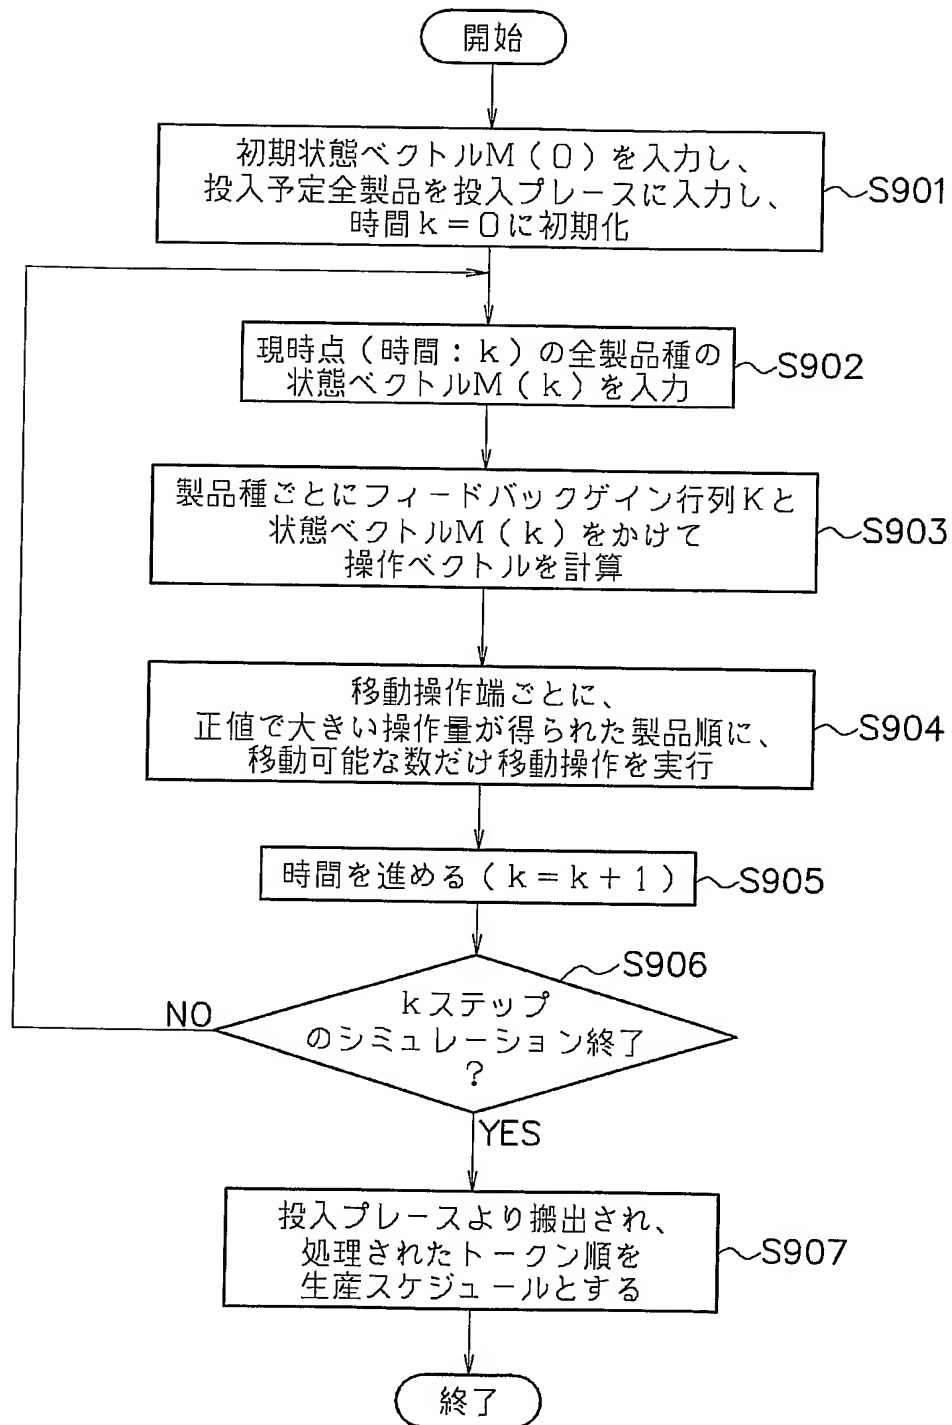 開始
初期状態ベクトルM(0)を入力し、
投入予定全製品を投入プレースに入力し、
時間k=0に初期化
S901
現時点(時間:k)の全製品種の
状態ベクトルM(k)を入力
S902
製品種ごとにフィードバックゲイン行列Kと
状態ベクトルM(k)をかけて
操作ベクトルを計算
S903
移動操作端ごとに、
正値で大きい操作量が得られた製品順に、
移動可能な数だけ移動操作を実行
S904
時間を進める(k=k+1)
S905
S906
kステップ
のシミュレーション終了
?
NO
YES
投入プレースより搬出され、
処理されたトークン順を
生産スケジュールとする
S907
終了